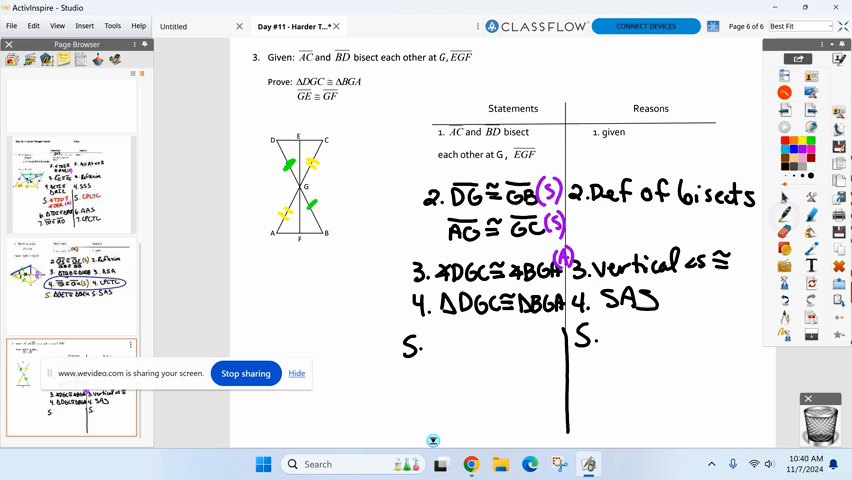 ActivInspire - Studio
File Edit View Insert Tools Help
Untitled
Day #11 - Harder T...*
CLASSFLOW
CONNECT DEVICES
Page 6 of 6
Best Fit
Page Browser
3. Given: AC and BD bisect each other at G, EGF
Prove: ΔDGC ≅ ΔBGA
GE ≅ GF
Statements Reasons
1. AC and BD bisect
each other at G , EGF
1. given
D E C
G
A F B
2. DG ≅ GB (S) 2. Def of bisects
AG ≅ GC (S)
3. ∡DGC ≅ ∡BGA (A) 3. vertical ∠s ≅
4. ΔDGC ≅ ΔBGA 4. SAS
5. 5.
www.wevideo.com is sharing your screen.
Stop sharing
Hide
Search
10:40 AM
11/7/2024